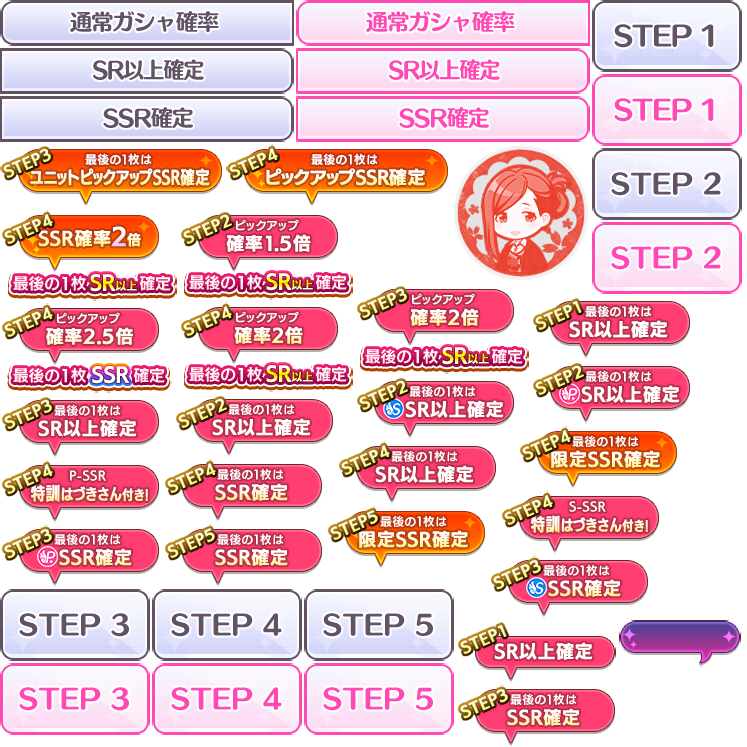 通常ガシャ確率
通常ガシャ確率
STEP 1
SR以上確定
SR以上確定
SSR確定
SSR確定
STEP 1
STEP3
最後の1枚は
ユニットピックアップSSR確定
STEP4
最後の1枚は
ピックアップSSR確定
STEP 2
STEP4
SSR確率2倍
STEP2
ピックアップ
確率1.5倍
STEP 2
最後の1枚SR以上確定
最後の1枚SR以上確定
STEP4
ピックアップ
確率2.5倍
STEP4
ピックアップ
確率2倍
STEP3
ピックアップ
確率2倍
STEP1
最後の1枚は
SR以上確定
最後の1枚SSR確定
最後の1枚SR以上確定
最後の1枚SR以上確定
STEP3
最後の1枚は
SR以上確定
STEP2
最後の1枚は
SR以上確定
STEP2
最後の1枚は
S SR以上確定
STEP2
最後の1枚は
P SR以上確定
STEP4
P-SSR
特訓はづきさん付き!
STEP4
最後の1枚は
SSR確定
STEP4
最後の1枚は
SR以上確定
STEP4
最後の1枚は
限定SSR確定
STEP3
最後の1枚は
P SSR確定
STEP5
最後の1枚は
SSR確定
STEP5
最後の1枚は
限定SSR確定
STEP4
S-SSR
特訓はづきさん付き!
STEP3
最後の1枚は
S SSR確定
STEP 3
STEP 4
STEP 5
STEP1
SR以上確定
STEP 3
STEP 4
STEP 5
STEP3
最後の1枚は
SSR確定